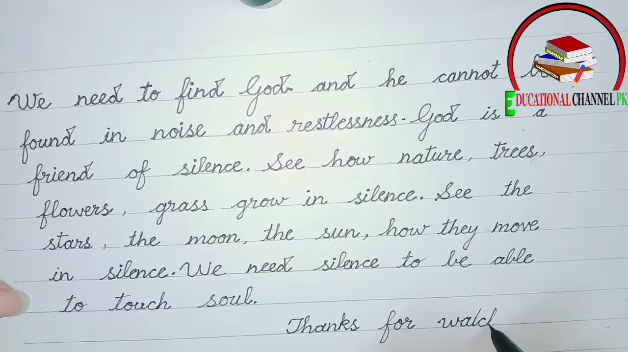 We need to find God. and he cannot
found in noise and restlessness. God is a
friend of silence. See how nature, trees,
flowers, grass grow in silence. See the
stars, the moon, the sun, how they move
in silence. We need silence to be able
to touch soul.
Thanks for watch
EDUCATIONAL CHANNEL PK